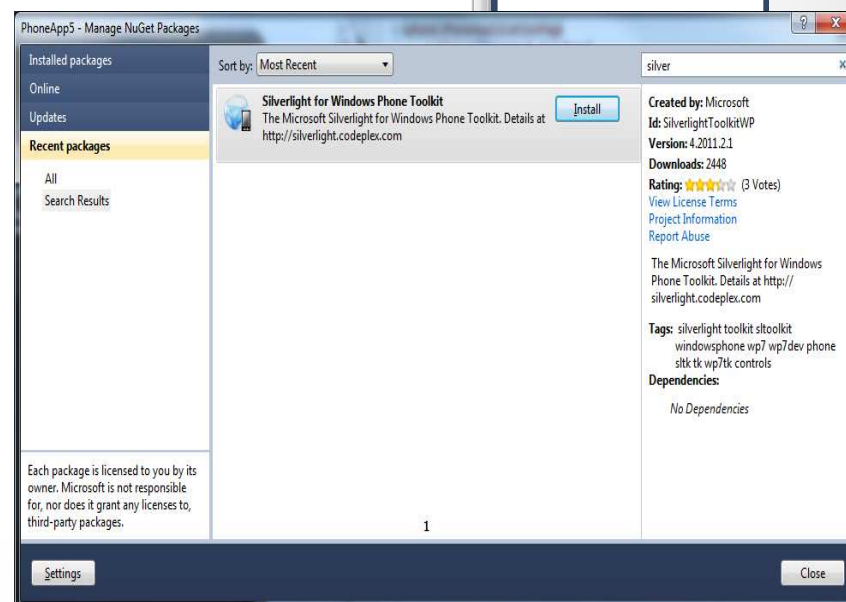 PhoneApp5 - Manage NuGet Packages
Installed packages
Online
Updates
Recent packages
All
Search Results
Each package is licensed to you by its
owner. Microsoft is not responsible
for, nor does it grant any licenses to,
third-party packages.
Sort by: Most Recent
silver
Silverlight for Windows Phone Toolkit
The Microsoft Silverlight for Windows Phone Toolkit. Details at
http://silverlight.codeplex.com
Install
1
Created by: Microsoft
Id: SilverlightToolkitWP
Version: 4.2011.2.1
Downloads: 2448
Rating: (3 Votes)
View License Terms
Project Information
Report Abuse
The Microsoft Silverlight for Windows
Phone Toolkit. Details at http://
silverlight.codeplex.com
Tags: silverlight toolkit sltoolkit
windowsphone wp7 wp7dev phone
sltk tk wp7tk controls
Dependencies:
No Dependencies
Settings
Close